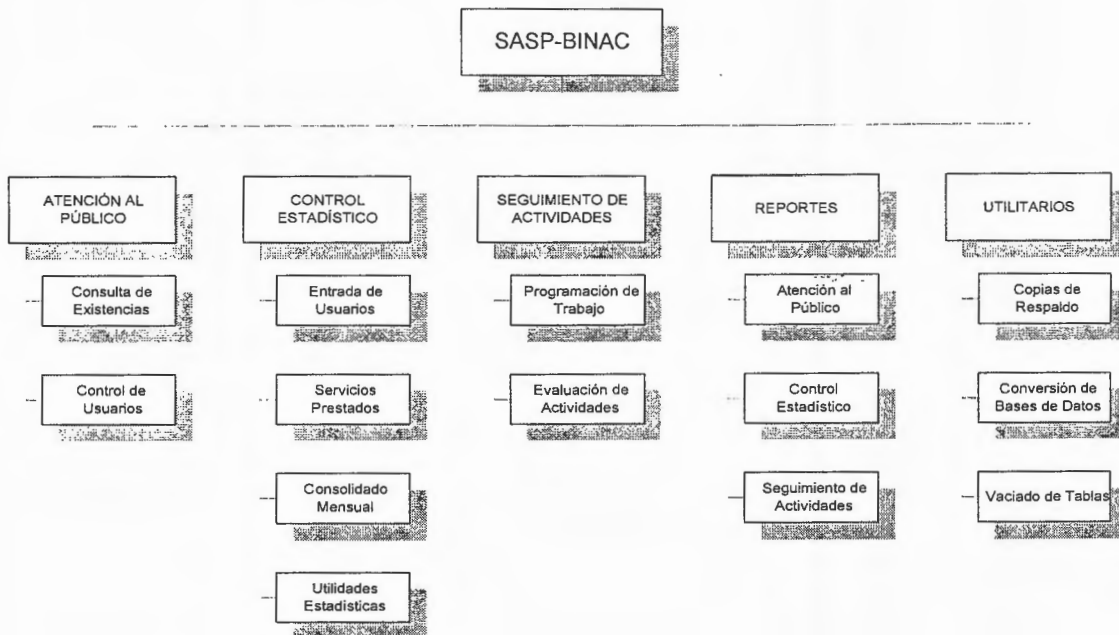 SASP-BINAC
ATENCIÓN AL
PÚBLICO
Consulta de
Existencias
Control de
Usuarios
CONTROL
ESTADÍSTICO
Entrada de
Usuarios
Servicios
Prestados
Consolidado
Mensual
Utilidades
Estadísticas
SEGUIMIENTO DE
ACTIVIDADES
Programación de
Trabajo
Evaluación de
Actividades
REPORTES
Atención al
Público
Control
Estadístico
Seguimiento de
Actividades
UTILITARIOS
Copias de
Respaldo
Conversión de
Bases de Datos
Vaciado de Tablas